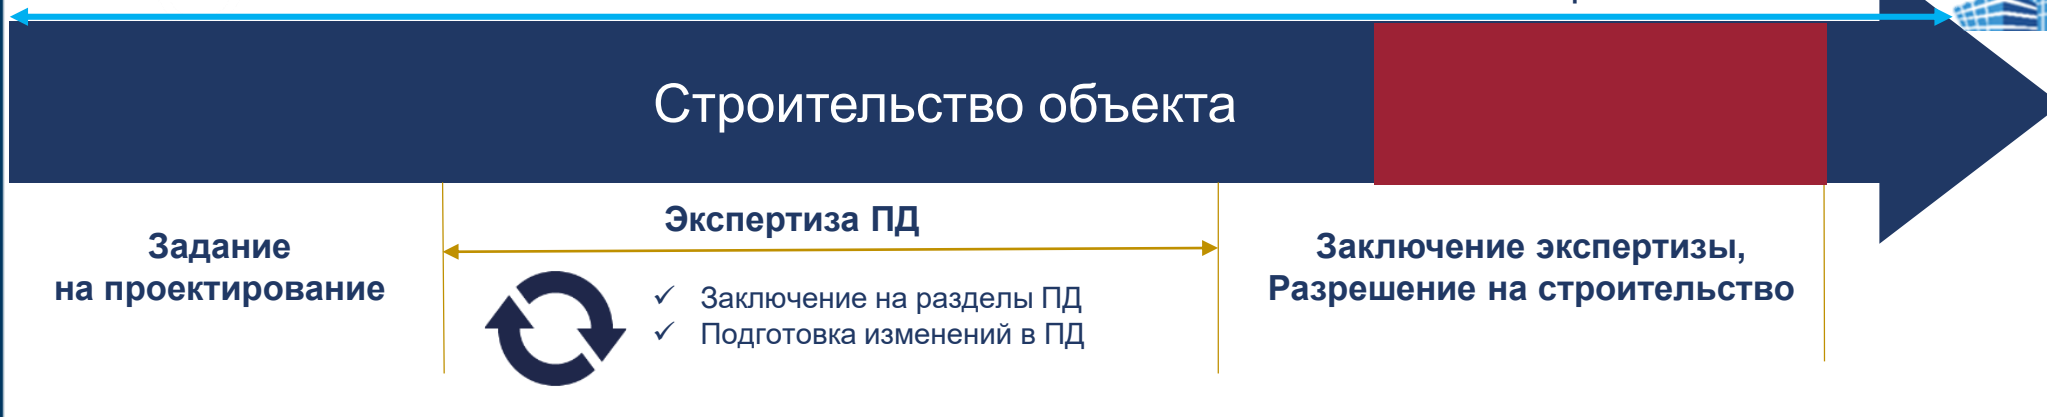 Строительство объекта
Экспертиза ПД
Задание
на проектирование
Заключение на разделы ПД
Подготовка изменений в ПД
Заключение экспертизы,
Разрешение на строительство